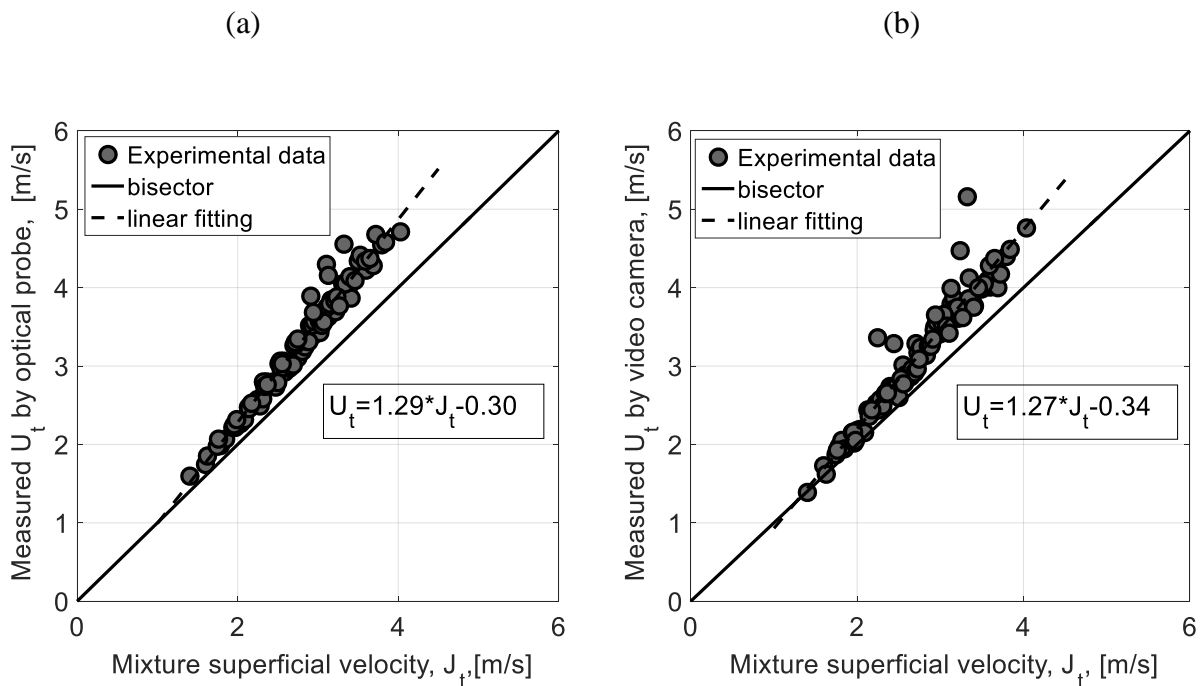 (a)
(b)
Measured U_t by optical probe, [m/s]
6
5
4
3
2
1
0
Experimental data
bisector
linear fitting
U_t=1.29*J_t-0.30
0 2 4 6
Mixture superficial velocity, J_t,[m/s]
Measured U_t by video camera, [m/s]
6
5
4
3
2
1
0
Experimental data
bisector
linear fitting
U_t=1.27*J_t-0.34
0 2 4 6
Mixture superficial velocity, J_t, [m/s]